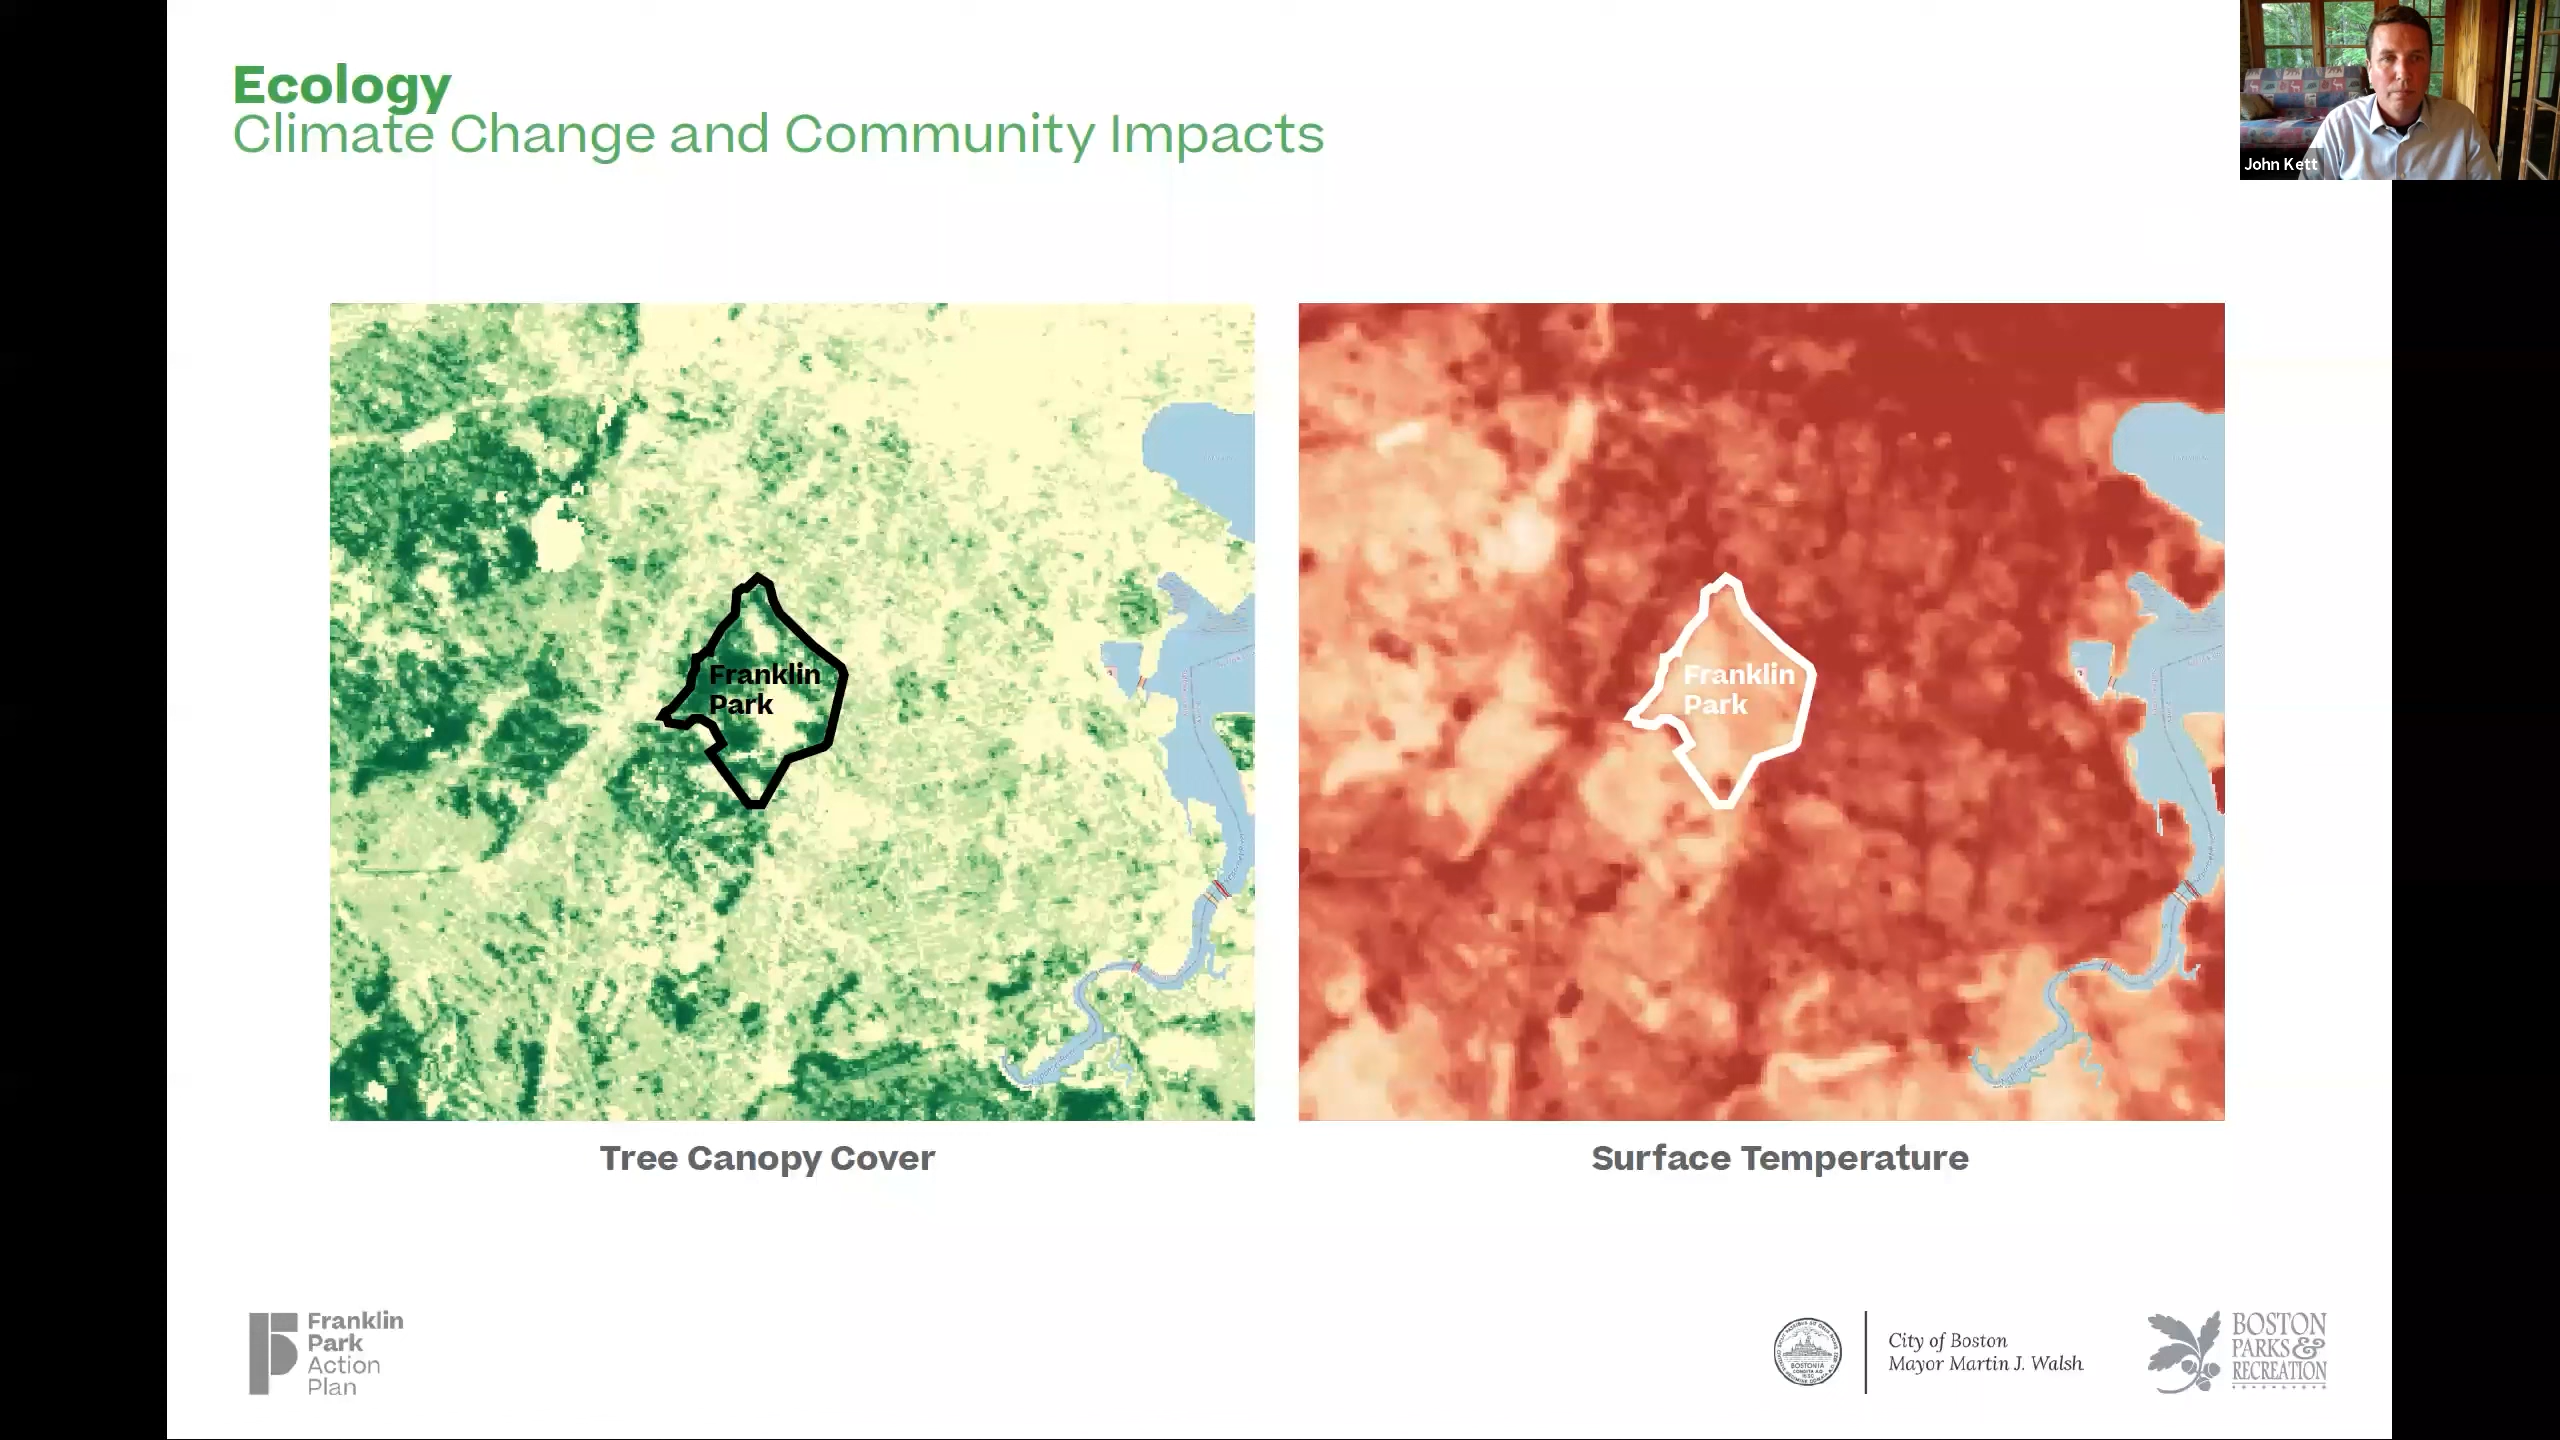 Ecology
Climate Change and Community Impacts
John Kett
Franklin
Park
Franklin
Park
Tree Canopy Cover
Surface Temperature
Franklin
Park
Action
Plan
BOSTONIA
City of Boston
Mayor Martin J. Walsh
BOSTON
PARKS &
RECREATION